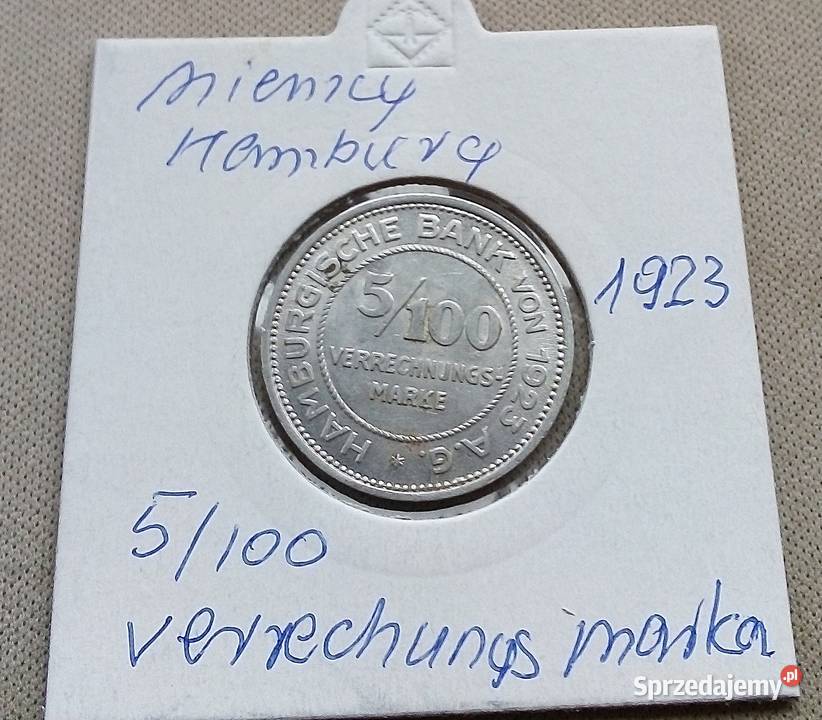 Niemcy
Hamburg
HAMBURGISCHE BANK VON 1923 A.G. *
5/100
VERRECHNUNGS-
MARKE
1923
5/100
verrechungs marka
Sprzedajemy.pl